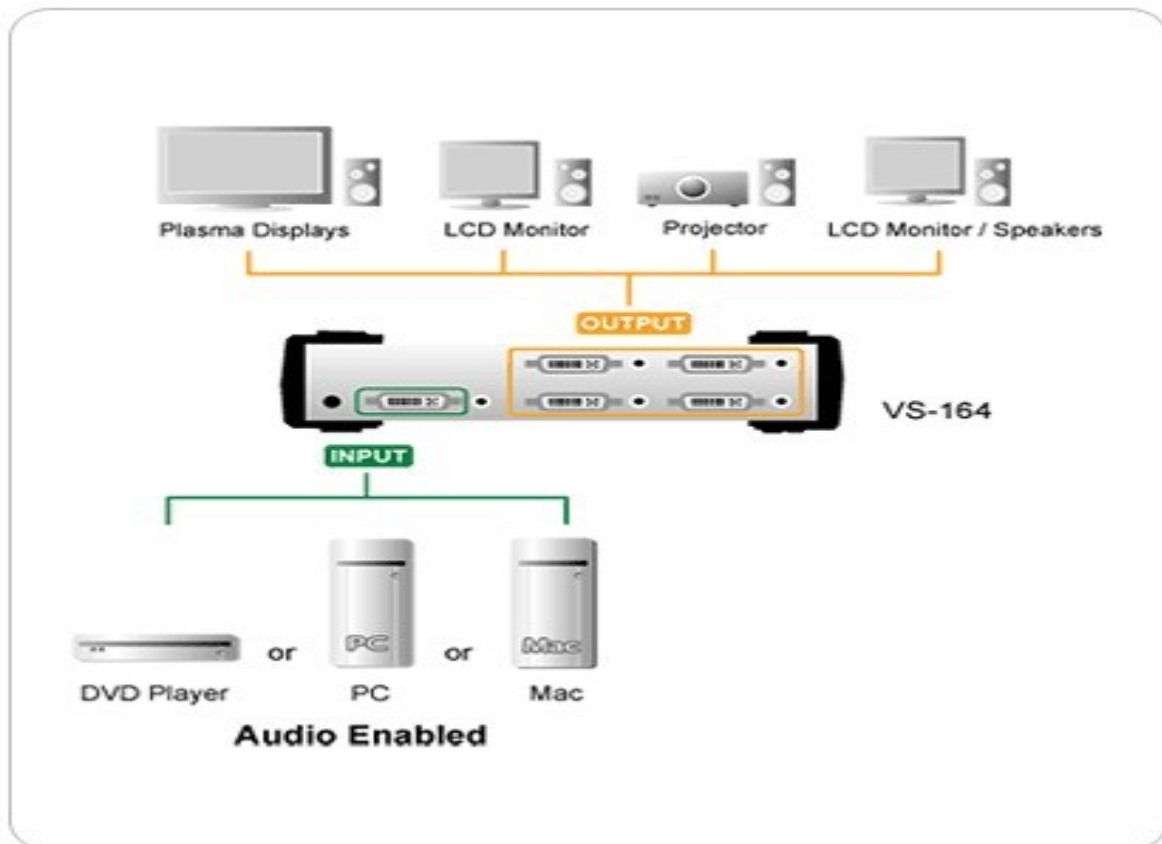 Plasma Displays
LCD Monitor
Projector
LCD Monitor / Speakers
OUTPUT
VS-164
INPUT
PC
Mac
or
or
DVD Player
PC
Mac
Audio Enabled